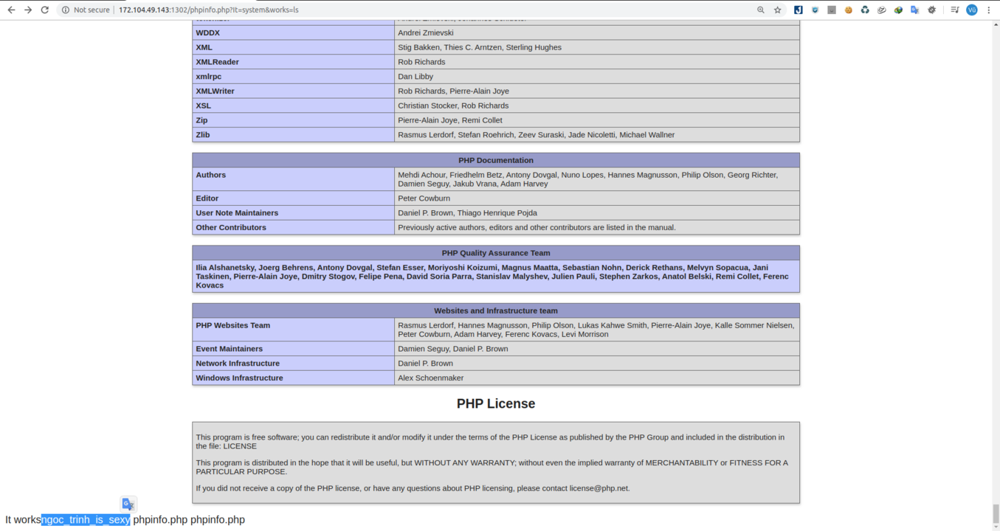 Not secure | 172.104.49.143:1302/phpinfo.php?It=system&works=ls
Vũ
WDDX Andrei Zmievski
XML Stig Bakken, Thies C. Arntzen, Sterling Hughes
XMLReader Rob Richards
xmlrpc Dan Libby
XMLWriter Rob Richards, Pierre-Alain Joye
XSL Christian Stocker, Rob Richards
Zip Pierre-Alain Joye, Remi Collet
Zlib Rasmus Lerdorf, Stefan Roehrich, Zeev Suraski, Jade Nicoletti, Michael Wallner
PHP Documentation
Authors Mehdi Achour, Friedhelm Betz, Antony Dovgal, Nuno Lopes, Hannes Magnusson, Philip Olson, Georg Richter,
Damien Seguy, Jakub Vrana, Adam Harvey
Editor Peter Cowburn
User Note Maintainers Daniel P. Brown, Thiago Henrique Pojda
Other Contributors Previously active authors, editors and other contributors are listed in the manual.
PHP Quality Assurance Team
Ilia Alshanetsky, Joerg Behrens, Antony Dovgal, Stefan Esser, Moriyoshi Koizumi, Magnus Maatta, Sebastian Nohn, Derick Rethans, Melvyn Sopacua, Jani
Taskinen, Pierre-Alain Joye, Dmitry Stogov, Felipe Pena, David Soria Parra, Stanislav Malyshev, Julien Pauli, Stephen Zarkos, Anatol Belski, Remi Collet, Ferenc
Kovacs
Websites and Infrastructure team
PHP Websites Team Rasmus Lerdorf, Hannes Magnusson, Philip Olson, Lukas Kahwe Smith, Pierre-Alain Joye, Kalle Sommer Nielsen,
Peter Cowburn, Adam Harvey, Ferenc Kovacs, Levi Morrison
Event Maintainers Damien Seguy, Daniel P. Brown
Network Infrastructure Daniel P. Brown
Windows Infrastructure Alex Schoenmaker
PHP License
This program is free software; you can redistribute it and/or modify it under the terms of the PHP License as published by the PHP Group and included in the distribution in
the file: LICENSE
This program is distributed in the hope that it will be useful, but WITHOUT ANY WARRANTY; without even the implied warranty of MERCHANTABILITY or FITNESS FOR A
PARTICULAR PURPOSE.
If you did not receive a copy of the PHP license, or have any questions about PHP licensing, please contact license@php.net.
It worksngoc_trinh_is_sexy phpinfo.php phpinfo.php